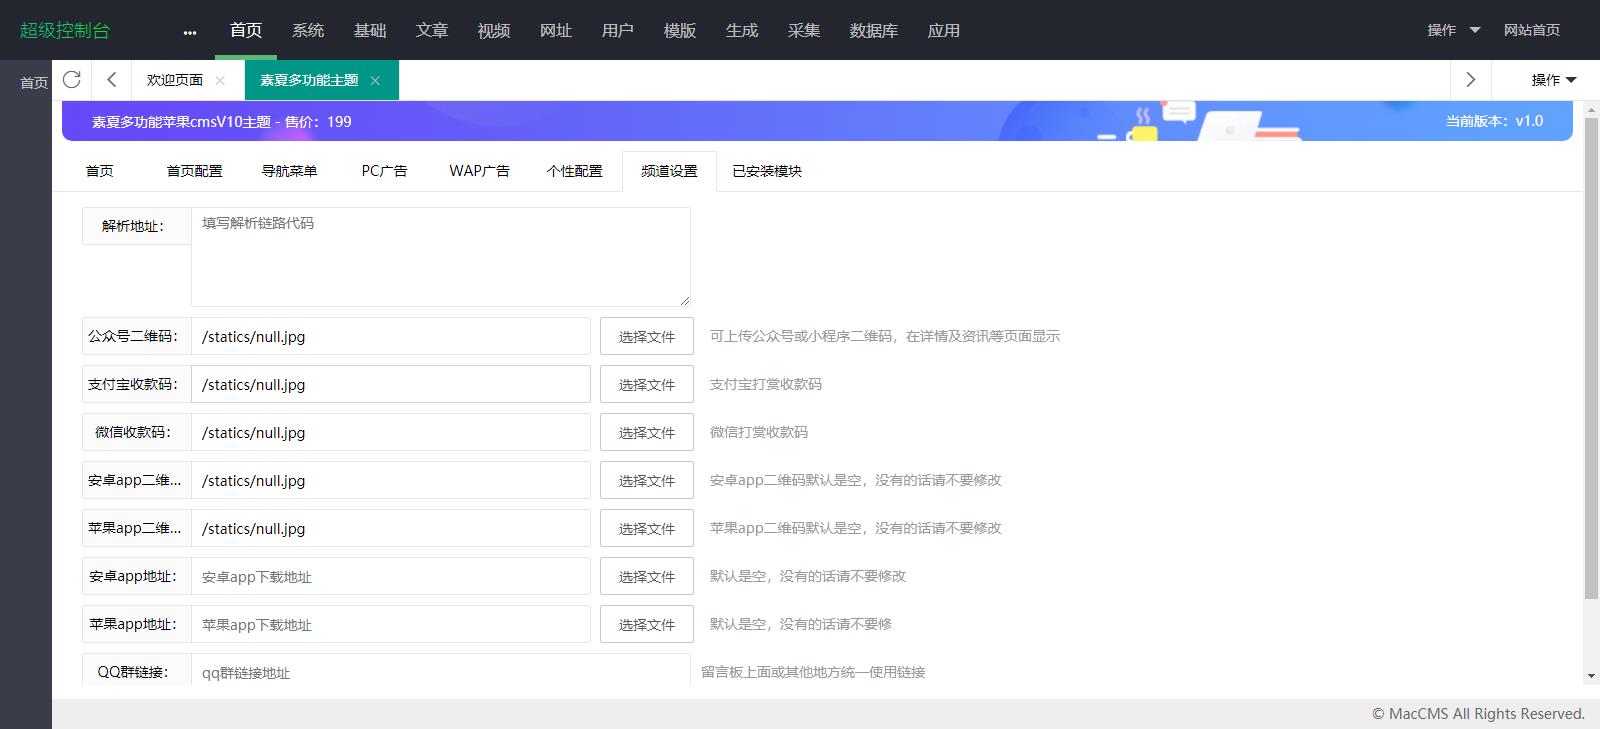 超级控制台 ••• 首页 系统 基础 文章 视频 网址 用户 模版 生成 采集 数据库 应用 操作 网站首页
首页 欢迎页面 素夏多功能主题 操作
素夏多功能苹果cmsV10主题 - 售价：199 当前版本：v1.0
首页 首页配置 导航菜单 PC广告 WAP广告 个性配置 频道设置 已安装模块
解析地址： 填写解析链路代码
公众号二维码： /statics/null.jpg 选择文件 可上传公众号或小程序二维码，在详情及资讯等页面显示
支付宝收款码： /statics/null.jpg 选择文件 支付宝打赏收款码
微信收款码： /statics/null.jpg 选择文件 微信打赏收款码
安卓app二维... /statics/null.jpg 选择文件 安卓app二维码默认是空，没有的话请不要修改
苹果app二维... /statics/null.jpg 选择文件 苹果app二维码默认是空，没有的话请不要修改
安卓app地址： 安卓app下载地址 选择文件 默认是空，没有的话请不要修改
苹果app地址： 苹果app下载地址 选择文件 默认是空，没有的话请不要修
QQ群链接： qq群链接地址 留言板上面或其他地方统一使用链接
© MacCMS All Rights Reserved.